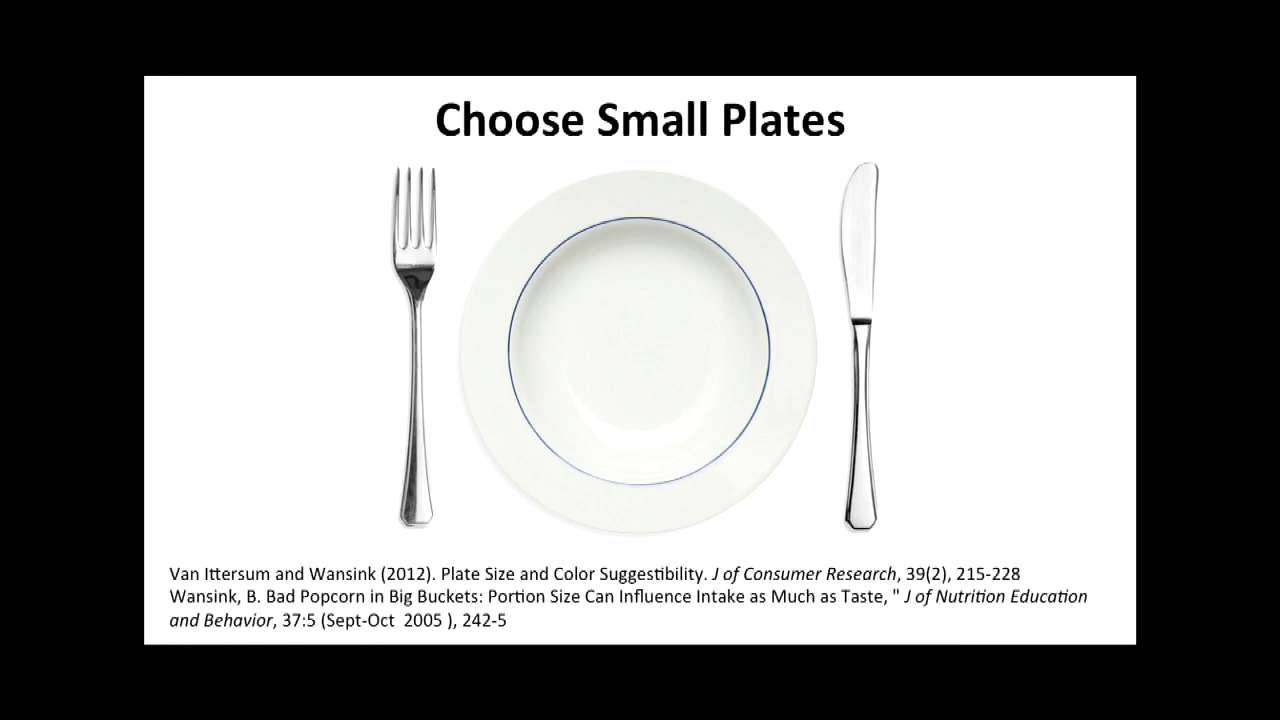 Choose Small Plates
Van Ittersum and Wansink (2012). Plate Size and Color Suggestibility. J of Consumer Research, 39(2), 215-228
Wansink, B. Bad Popcorn in Big Buckets: Portion Size Can Influence Intake as Much as Taste, " J of Nutrition Education
and Behavior, 37:5 (Sept-Oct  2005 ), 242-5